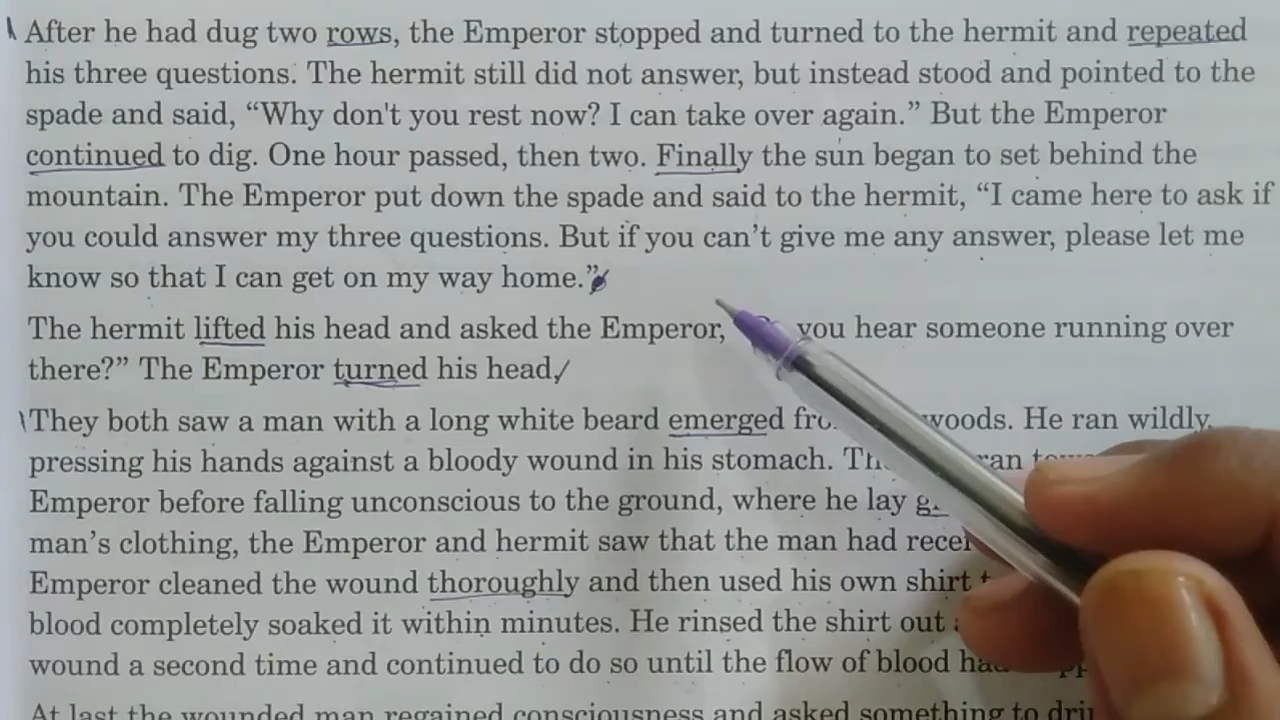 After he had dug two rows, the Emperor stopped and turned to the hermit and repeated
his three questions. The hermit still did not answer, but instead stood and pointed to the
spade and said, “Why don't you rest now? I can take over again.” But the Emperor
continued to dig. One hour passed, then two. Finally the sun began to set behind the
mountain. The Emperor put down the spade and said to the hermit, “I came here to ask if
you could answer my three questions. But if you can’t give me any answer, please let me
know so that I can get on my way home.”
The hermit lifted his head and asked the Emperor, you hear someone running over
there?” The Emperor turned his head,
They both saw a man with a long white beard emerged woods. He ran wildly,
pressing his hands against a bloody wound in his stomach. ran
Emperor before falling unconscious to the ground, where he lay
man’s clothing, the Emperor and hermit saw that the man had
Emperor cleaned the wound thoroughly and then used his own shirt
blood completely soaked it within minutes. He rinsed the shirt out
wound a second time and continued to do so until the flow of blood
At last the wounded man regained consciousness and asked something to